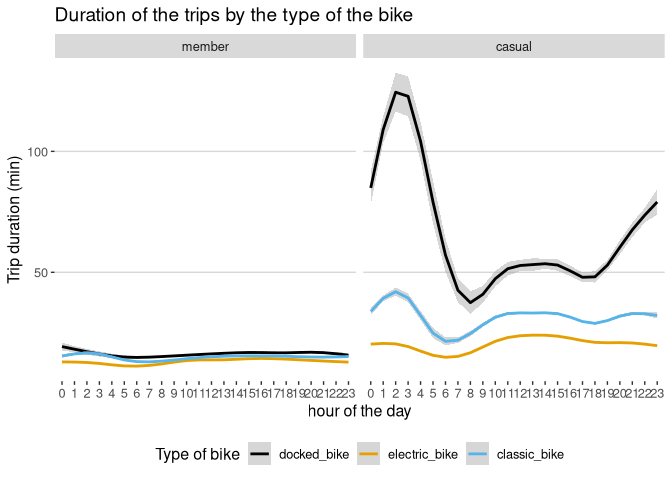 Duration of the trips by the type of the bike
member casual
Trip duration (min)
100
50
0 1 2 3 4 5 6 7 8 9 10 11 12 13 14 15 16 17 18 19 20 21 22 23 0 1 2 3 4 5 6 7 8 9 10 11 12 13 14 15 16 17 18 19 20 21 22 23
hour of the day
Type of bike docked_bike electric_bike classic_bike